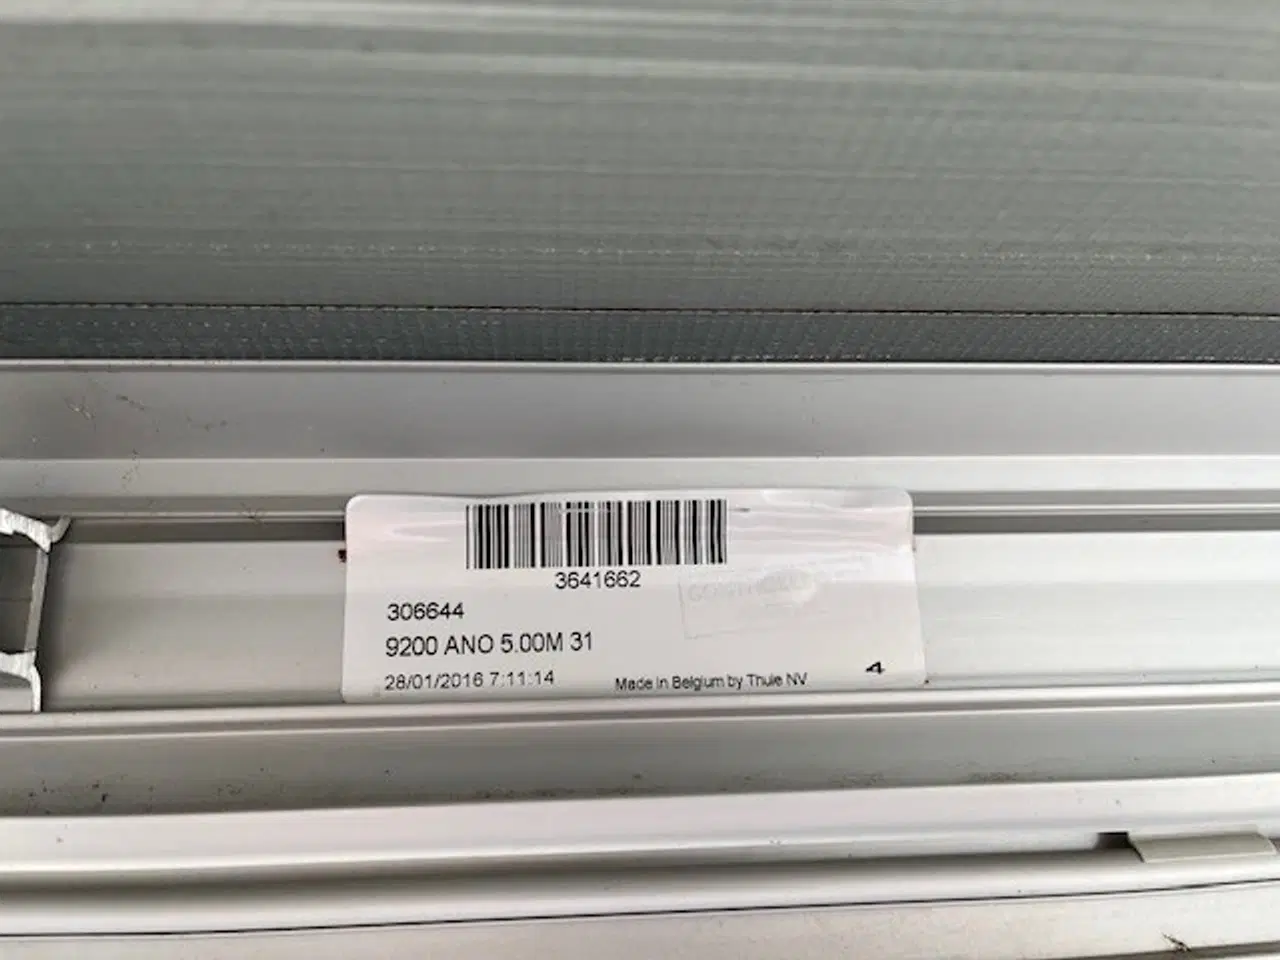 3641662
306644
9200 ANO 5.00M 31
28/01/2016 7:11:14
Made in Belgium by Thule NV
4